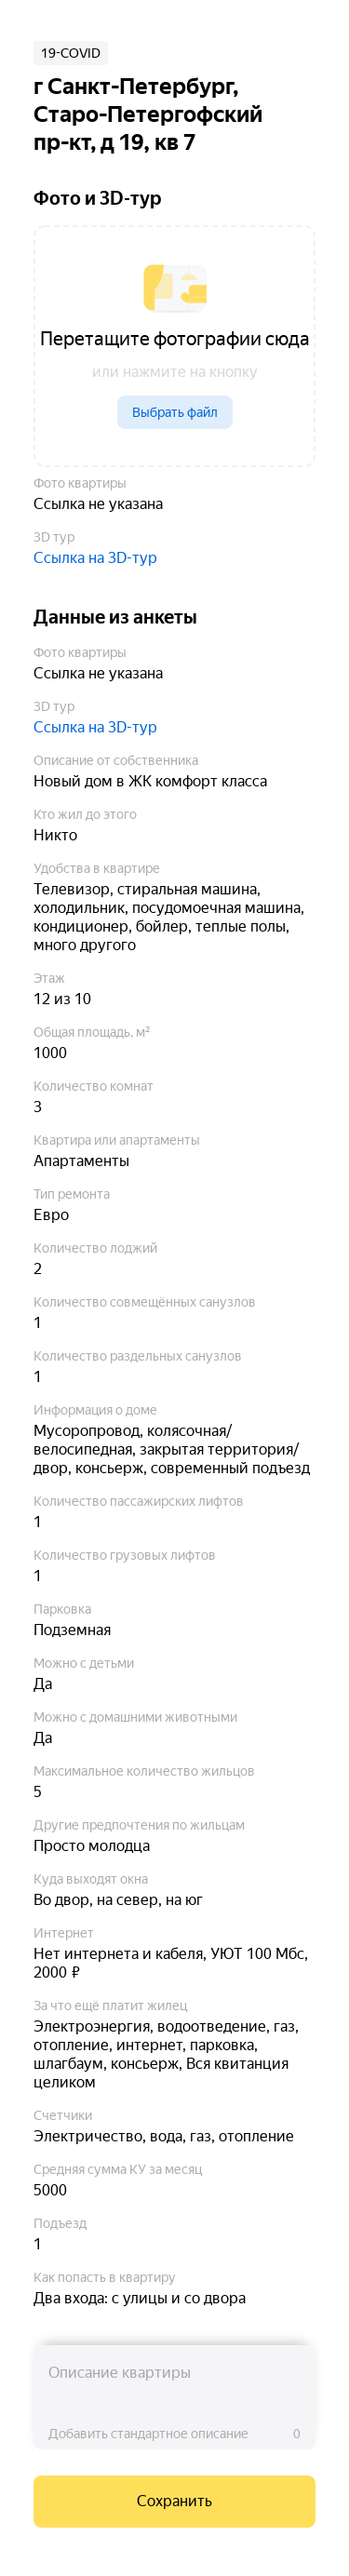 19-COVID
г Санкт-Петербург,
Старо-Петергофский
пр-кт, д 19, кв 7
Фото и 3D-тур
Перетащите фотографии сюда
или нажмите на кнопку
Выбрать файл
Фото квартиры
Ссылка не указана
3D тур
Ссылка на 3D-тур
Данные из анкеты
Фото квартиры
Ссылка не указана
3D тур
Ссылка на 3D-тур
Описание от собственника
Новый дом в ЖК комфорт класса
Кто жил до этого
Никто
Удобства в квартире
Телевизор, стиральная машина,
холодильник, посудомоечная машина,
кондиционер, бойлер, теплые полы,
много другого
Этаж
12 из 10
Общая площадь, м²
1000
Количество комнат
3
Квартира или апартаменты
Апартаменты
Тип ремонта
Евро
Количество лоджий
2
Количество совмещённых санузлов
1
Количество раздельных санузлов
1
Информация о доме
Мусоропровод, колясочная/
велосипедная, закрытая территория/
двор, консьерж, современный подъезд
Количество пассажирских лифтов
1
Количество грузовых лифтов
1
Парковка
Подземная
Можно с детьми
Да
Можно с домашними животными
Да
Максимальное количество жильцов
5
Другие предпочтения по жильцам
Просто молодца
Куда выходят окна
Во двор, на север, на юг
Интернет
Нет интернета и кабеля, УЮТ 100 Мбс,
2000 ₽
За что ещё платит жилец
Электроэнергия, водоотведение, газ,
отопление, интернет, парковка,
шлагбаум, консьерж, Вся квитанция
целиком
Счетчики
Электричество, вода, газ, отопление
Средняя сумма КУ за месяц
5000
Подъезд
1
Как попасть в квартиру
Два входа: с улицы и со двора
Описание квартиры
Добавить стандартное описание 0
Сохранить